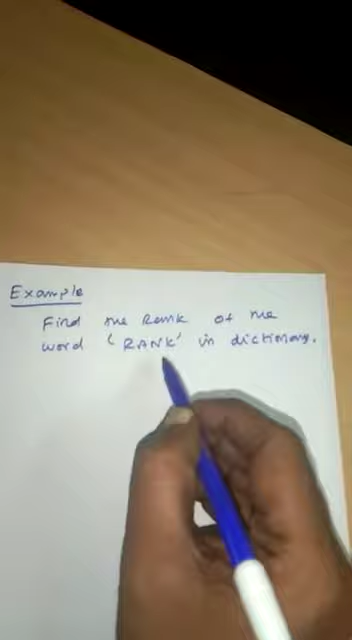 Example
Find the Rank of the
word 'RANK' in dictionary.